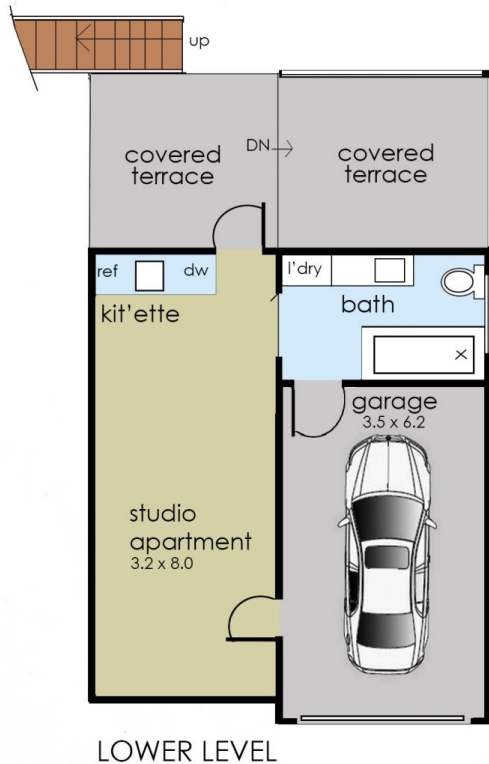 up
covered
terrace
DN
covered
terrace
ref
dw
kit'ette
l'dry
bath
garage
3.5 x 6.2
studio
apartment
3.2 x 8.0
LOWER LEVEL